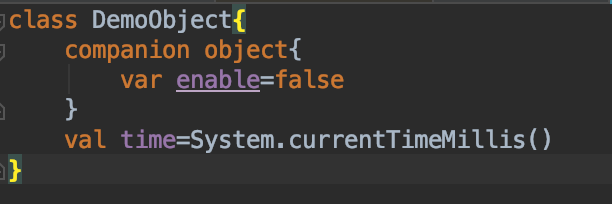 class DemoObject{
    companion object{
        var enable=false
    }
    val time=System.currentTimeMillis()
}